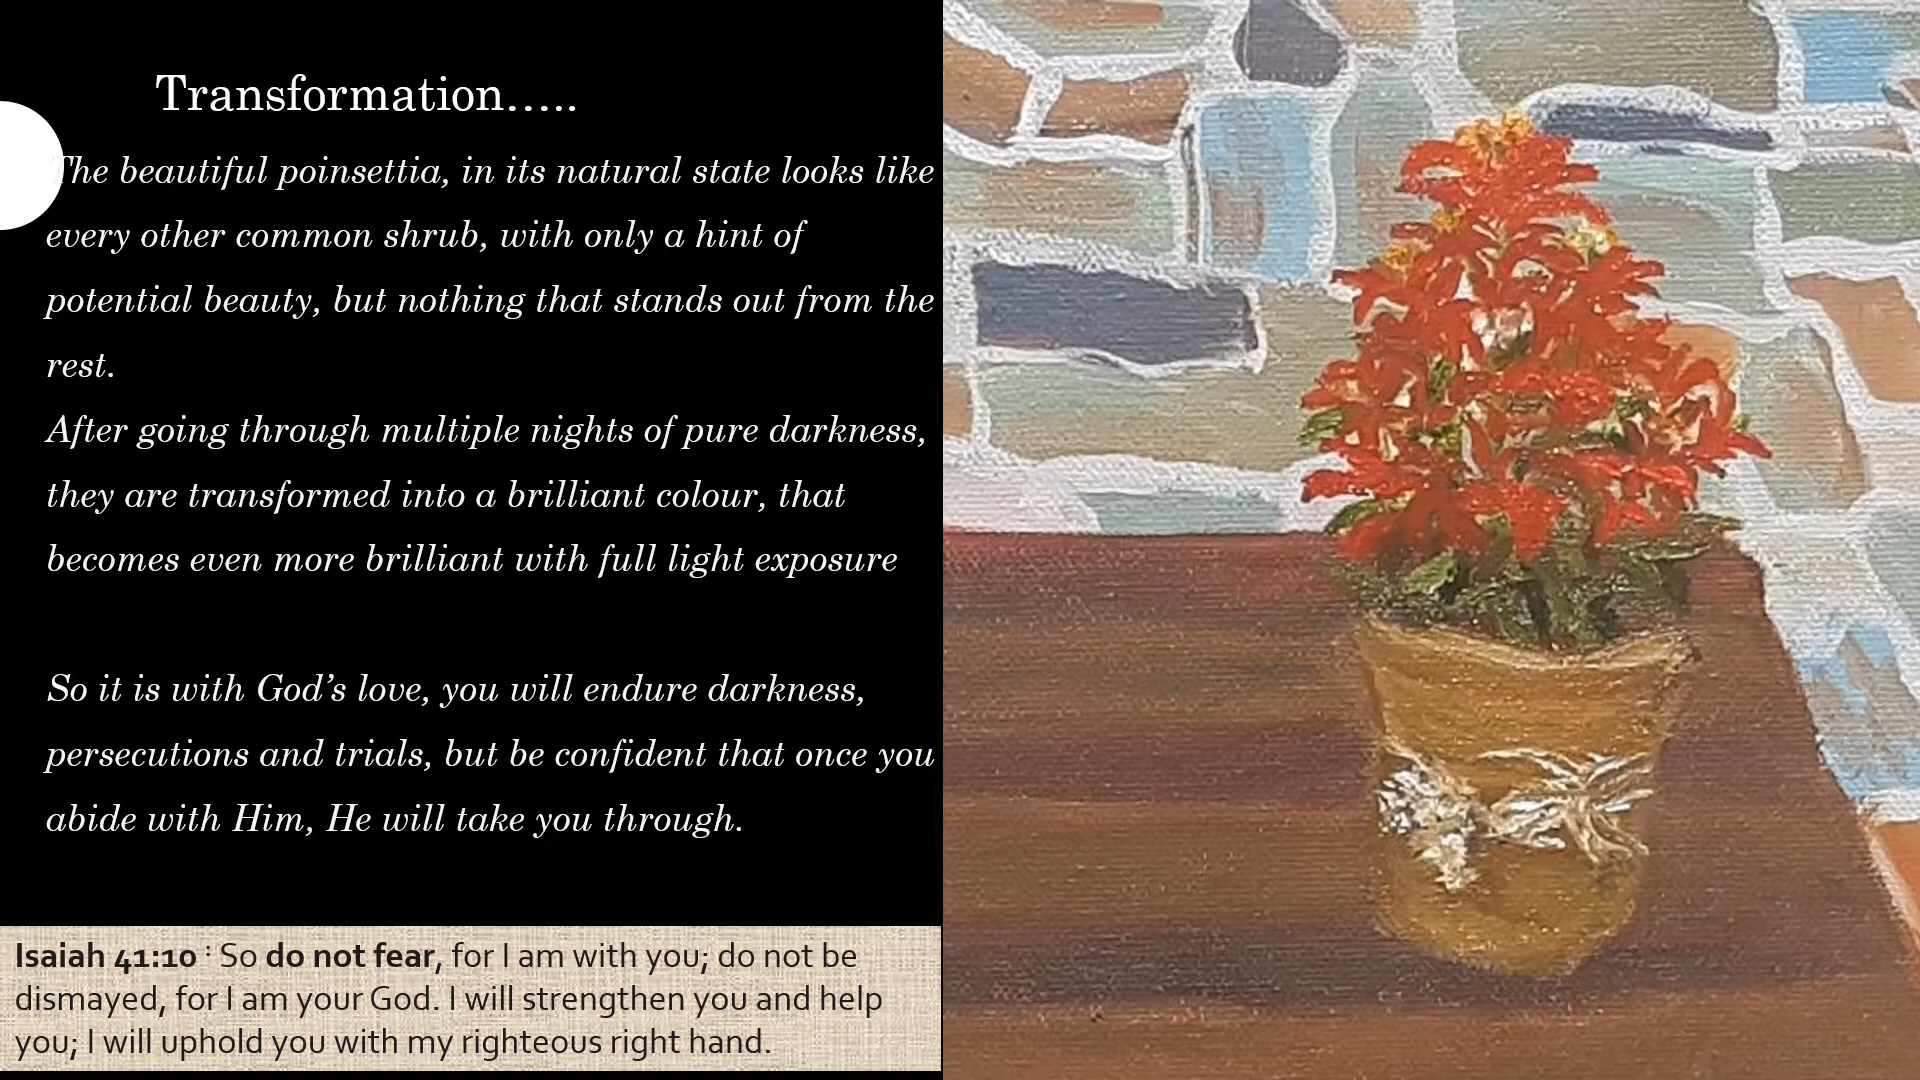 Transformation.....
The beautiful poinsettia, in its natural state looks like
every other common shrub, with only a hint of
potential beauty, but nothing that stands out from the
rest.
After going through multiple nights of pure darkness,
they are transformed into a brilliant colour, that
becomes even more brilliant with full light exposure
So it is with God’s love, you will endure darkness,
persecutions and trials, but be confident that once you
abide with Him, He will take you through.
Isaiah 41:10 : So do not fear, for I am with you; do not be
dismayed, for I am your God. I will strengthen you and help
you; I will uphold you with my righteous right hand.